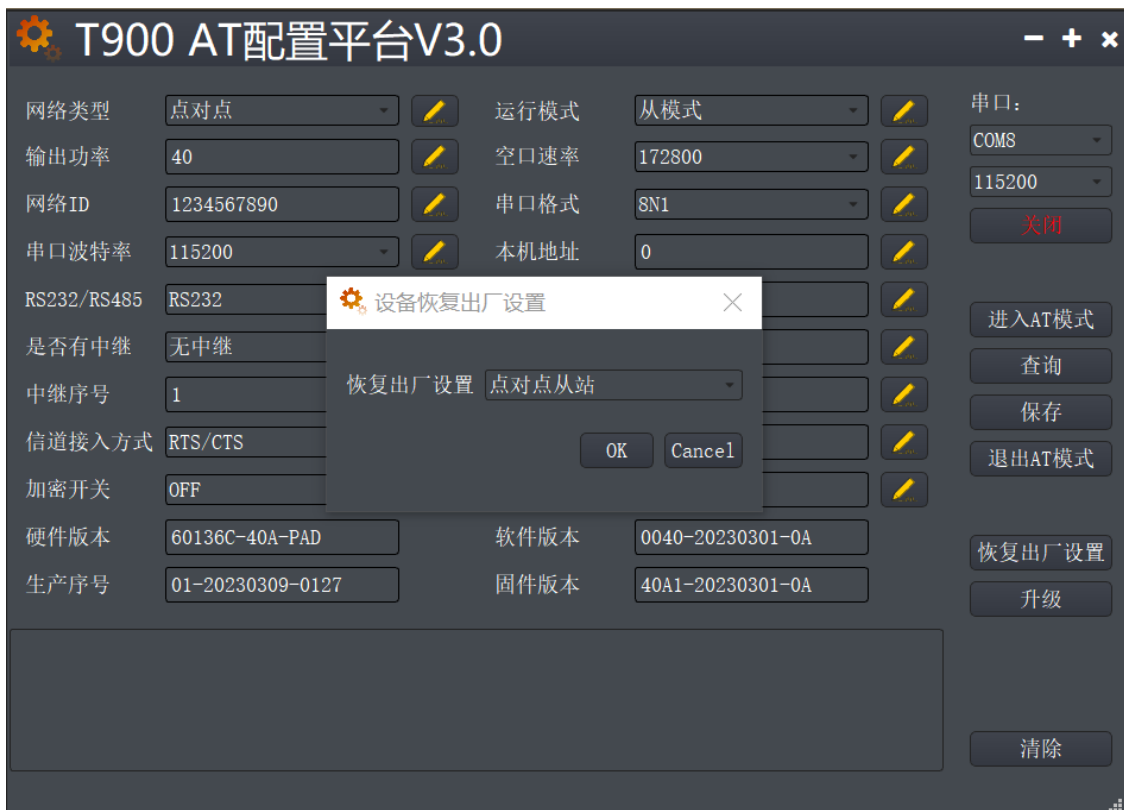 T900 AT配置平台V3.0
网络类型 点对点 运行模式 从模式 串口：
输出功率 40 空口速率 172800 COM8
网络ID 1234567890 串口格式 8N1 115200
关闭
串口波特率 115200 本机地址 0
RS232/RS485 RS232
设备恢复出厂设置
进入AT模式
是否有中继 无中继
查询
恢复出厂设置 点对点从站
中继序号 1
保存
信道接入方式 RTS/CTS
OK Cancel
退出AT模式
加密开关 OFF
硬件版本 60136C-40A-PAD 软件版本 0040-20230301-0A
恢复出厂设置
生产序号 01-20230309-0127 固件版本 40A1-20230301-0A
升级
清除